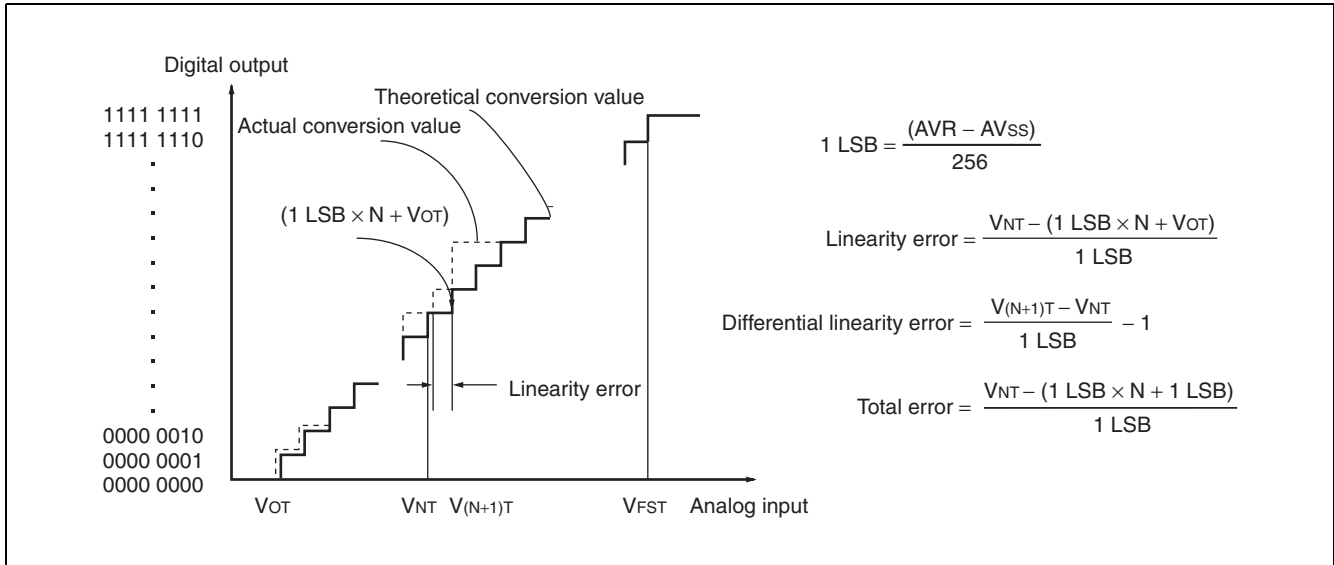 Digital output
1111 1111
1111 1110
0000 0010
0000 0001
0000 0000
Theoretical conversion value
Actual conversion value
(1 LSB × N + VOT)
Linearity error
VOT
VNT
V(N+1)T
VFST
Analog input
1 LSB = (AVR − AVSS)
256
Linearity error = VNT − (1 LSB × N + VOT)
1 LSB
Differential linearity error = V(N+1)T − VNT − 1
1 LSB
Total error = VNT − (1 LSB × N + 1 LSB)
1 LSB